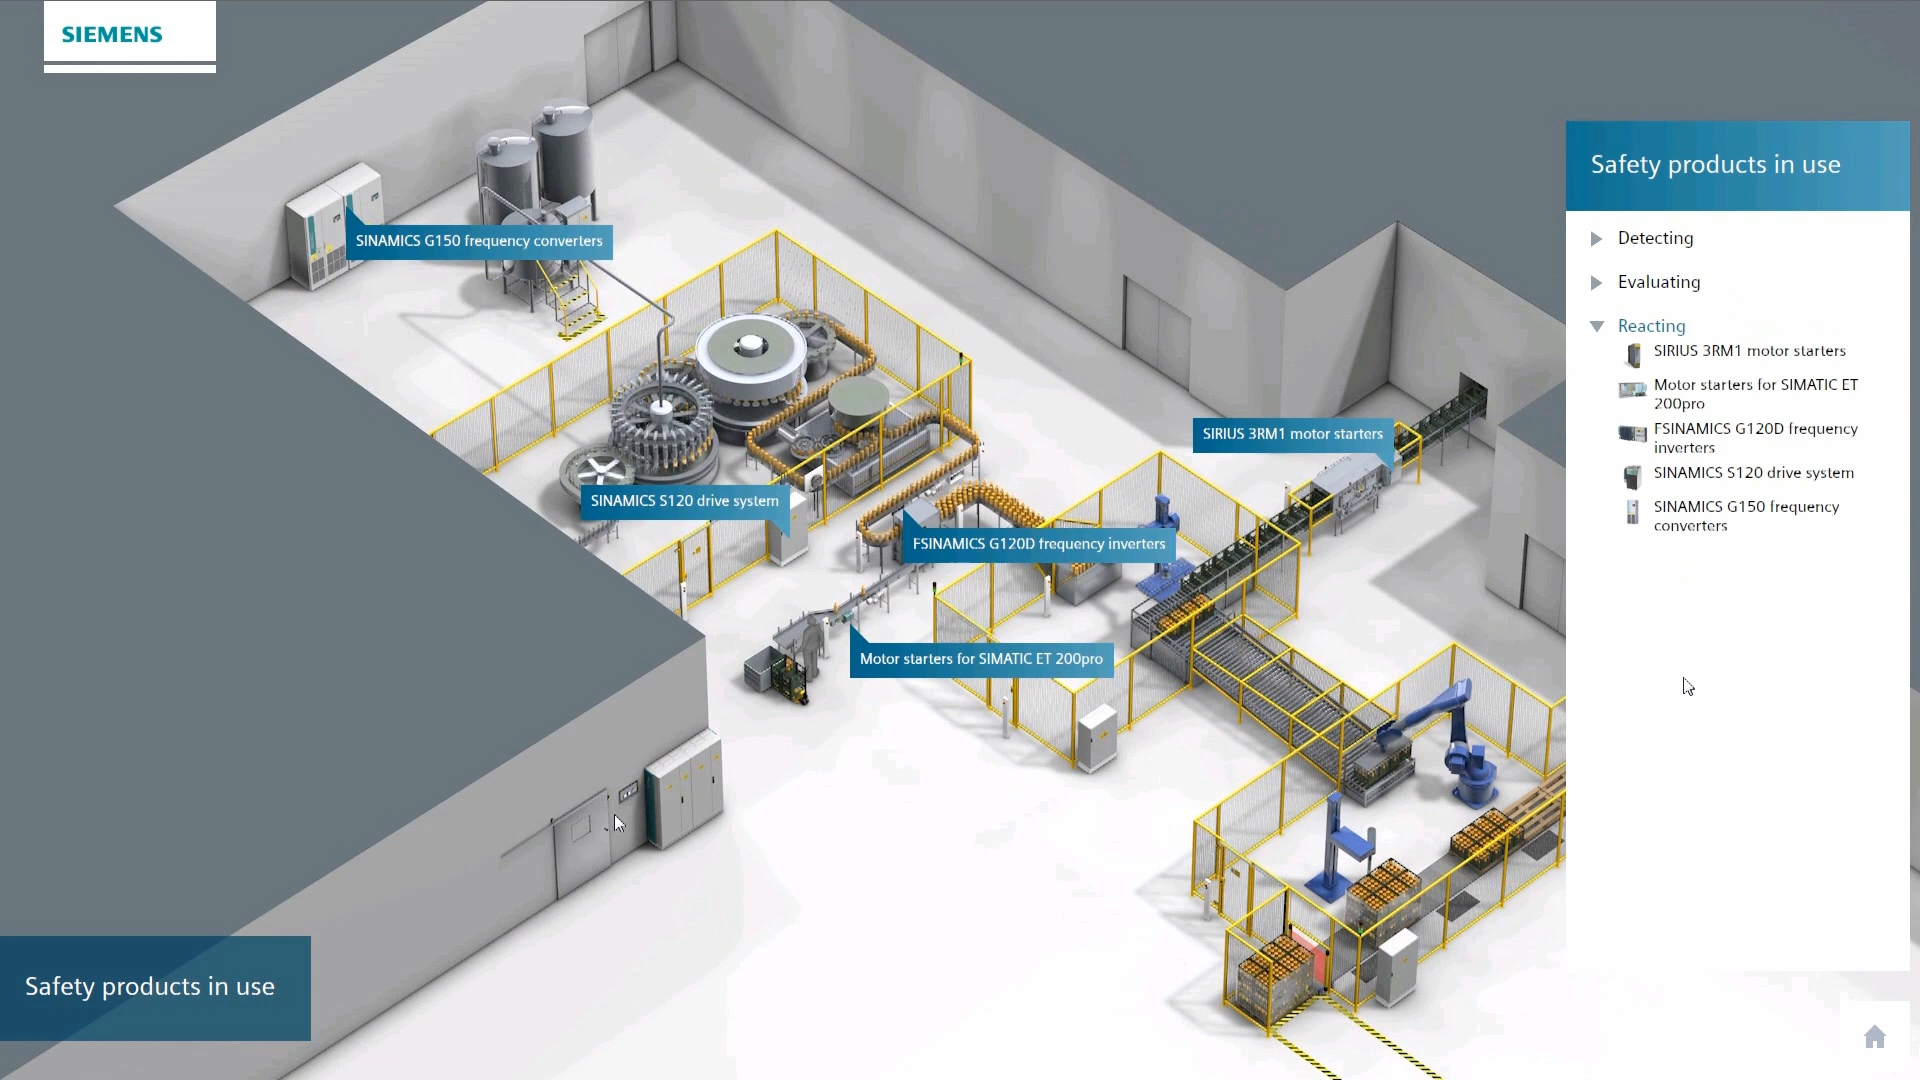 SIEMENS
Safety products in use
Detecting
Evaluating
Reacting
SIRIUS 3RM1 motor starters
Motor starters for SIMATIC ET
200pro
FSINAMICS G120D frequency
inverters
SINAMICS S120 drive system
SINAMICS G150 frequency
converters
SINAMICS G150 frequency converters
SIRIUS 3RM1 motor starters
SINAMICS S120 drive system
FSINAMICS G120D frequency inverters
Motor starters for SIMATIC ET 200pro
Safety products in use